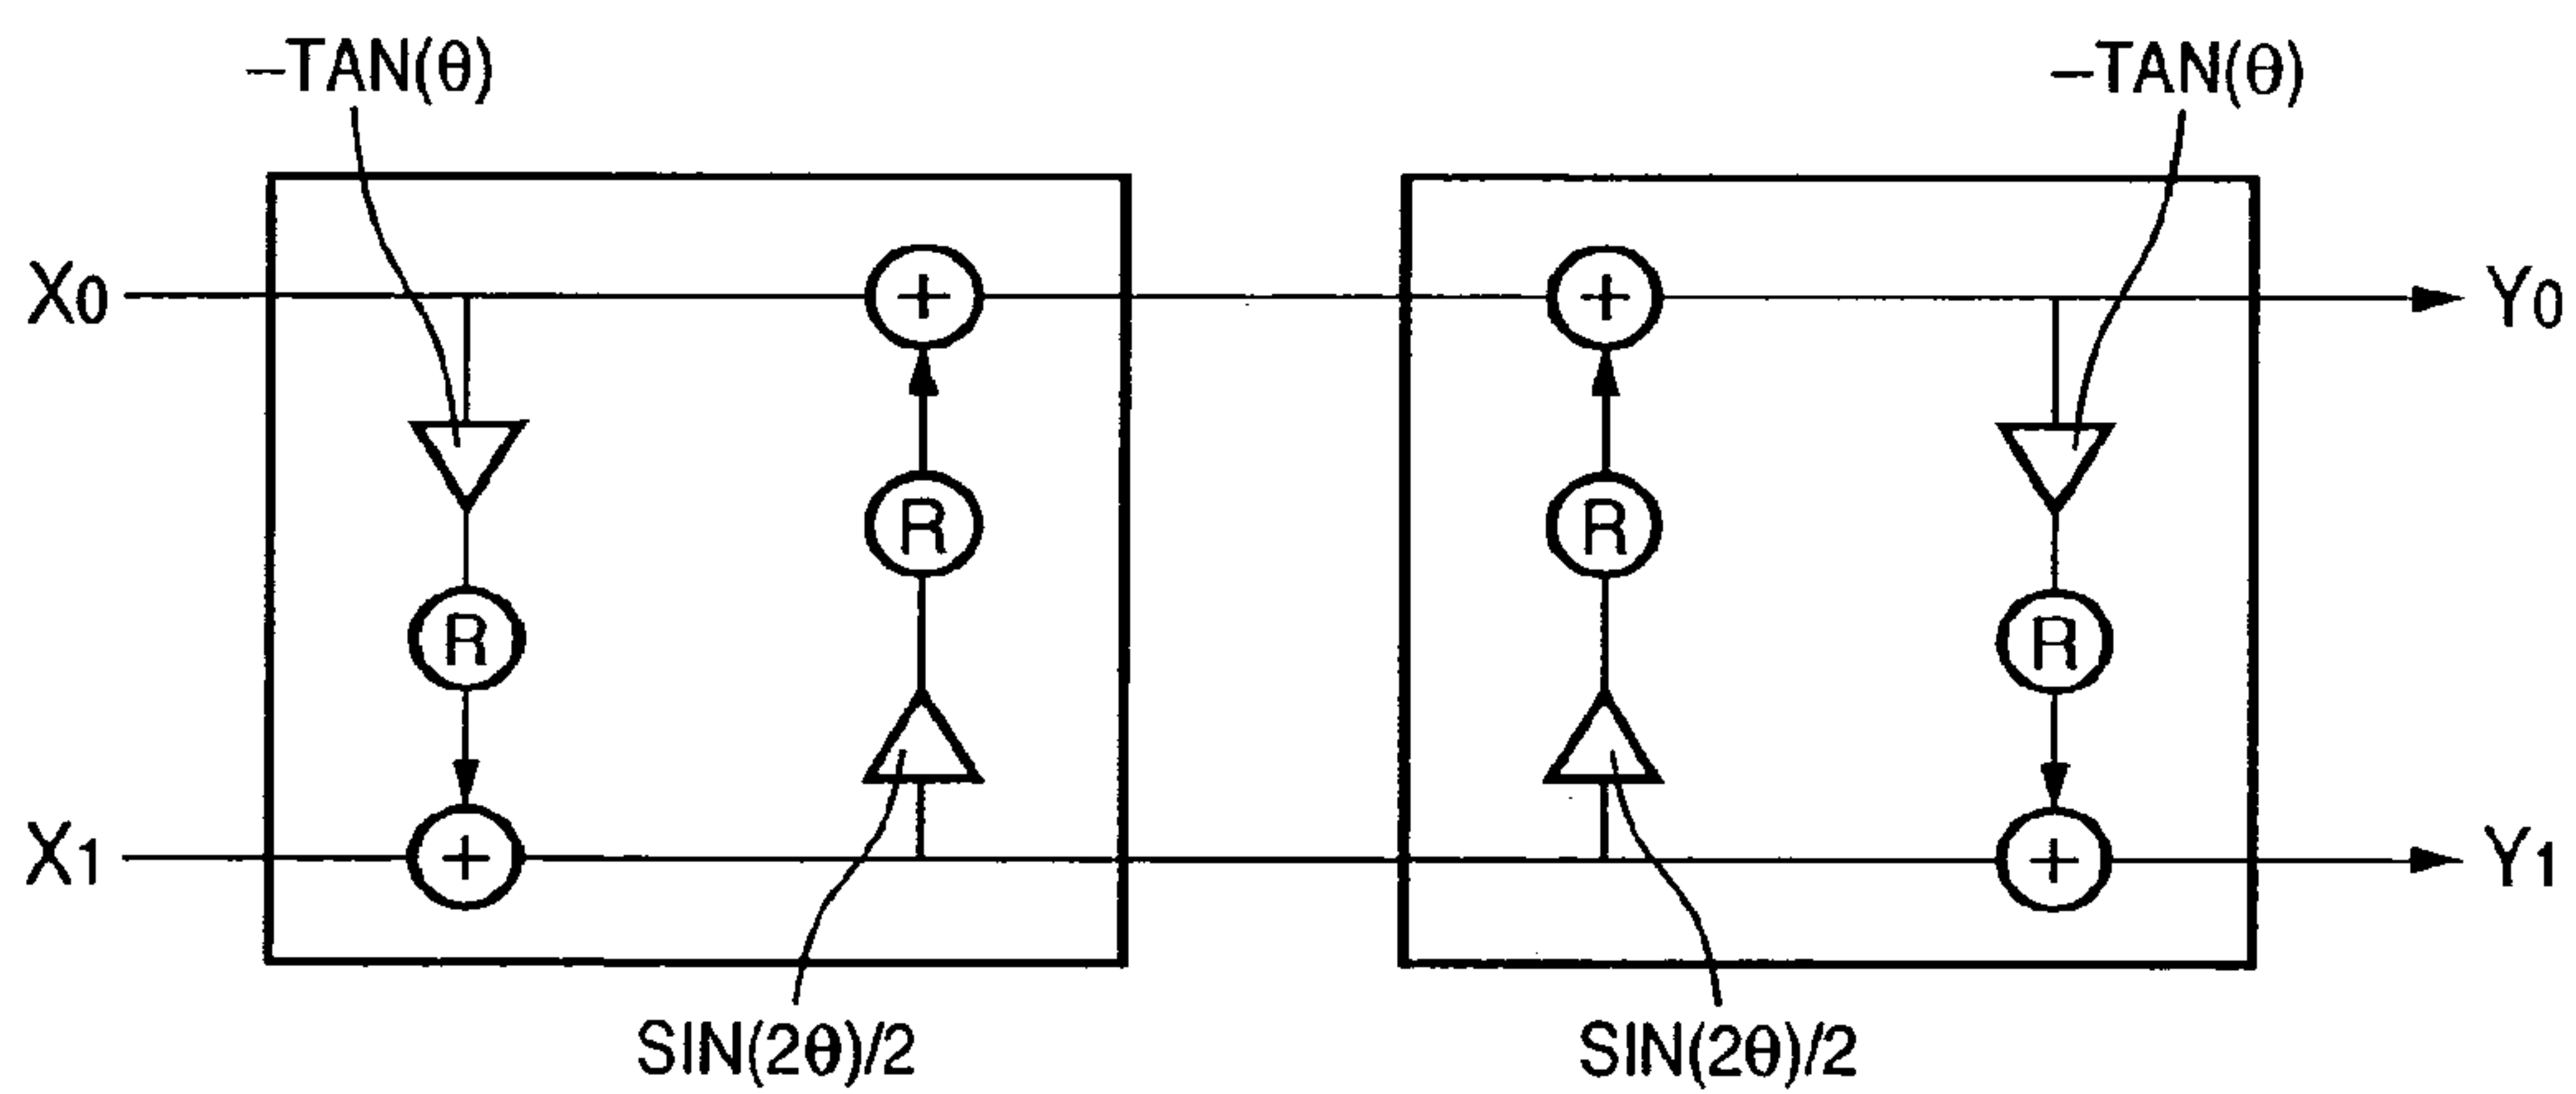 –TAN(θ) –TAN(θ)
X0 + + Y0
R R
R R
X1 + + Y1
SIN(2θ)/2 SIN(2θ)/2